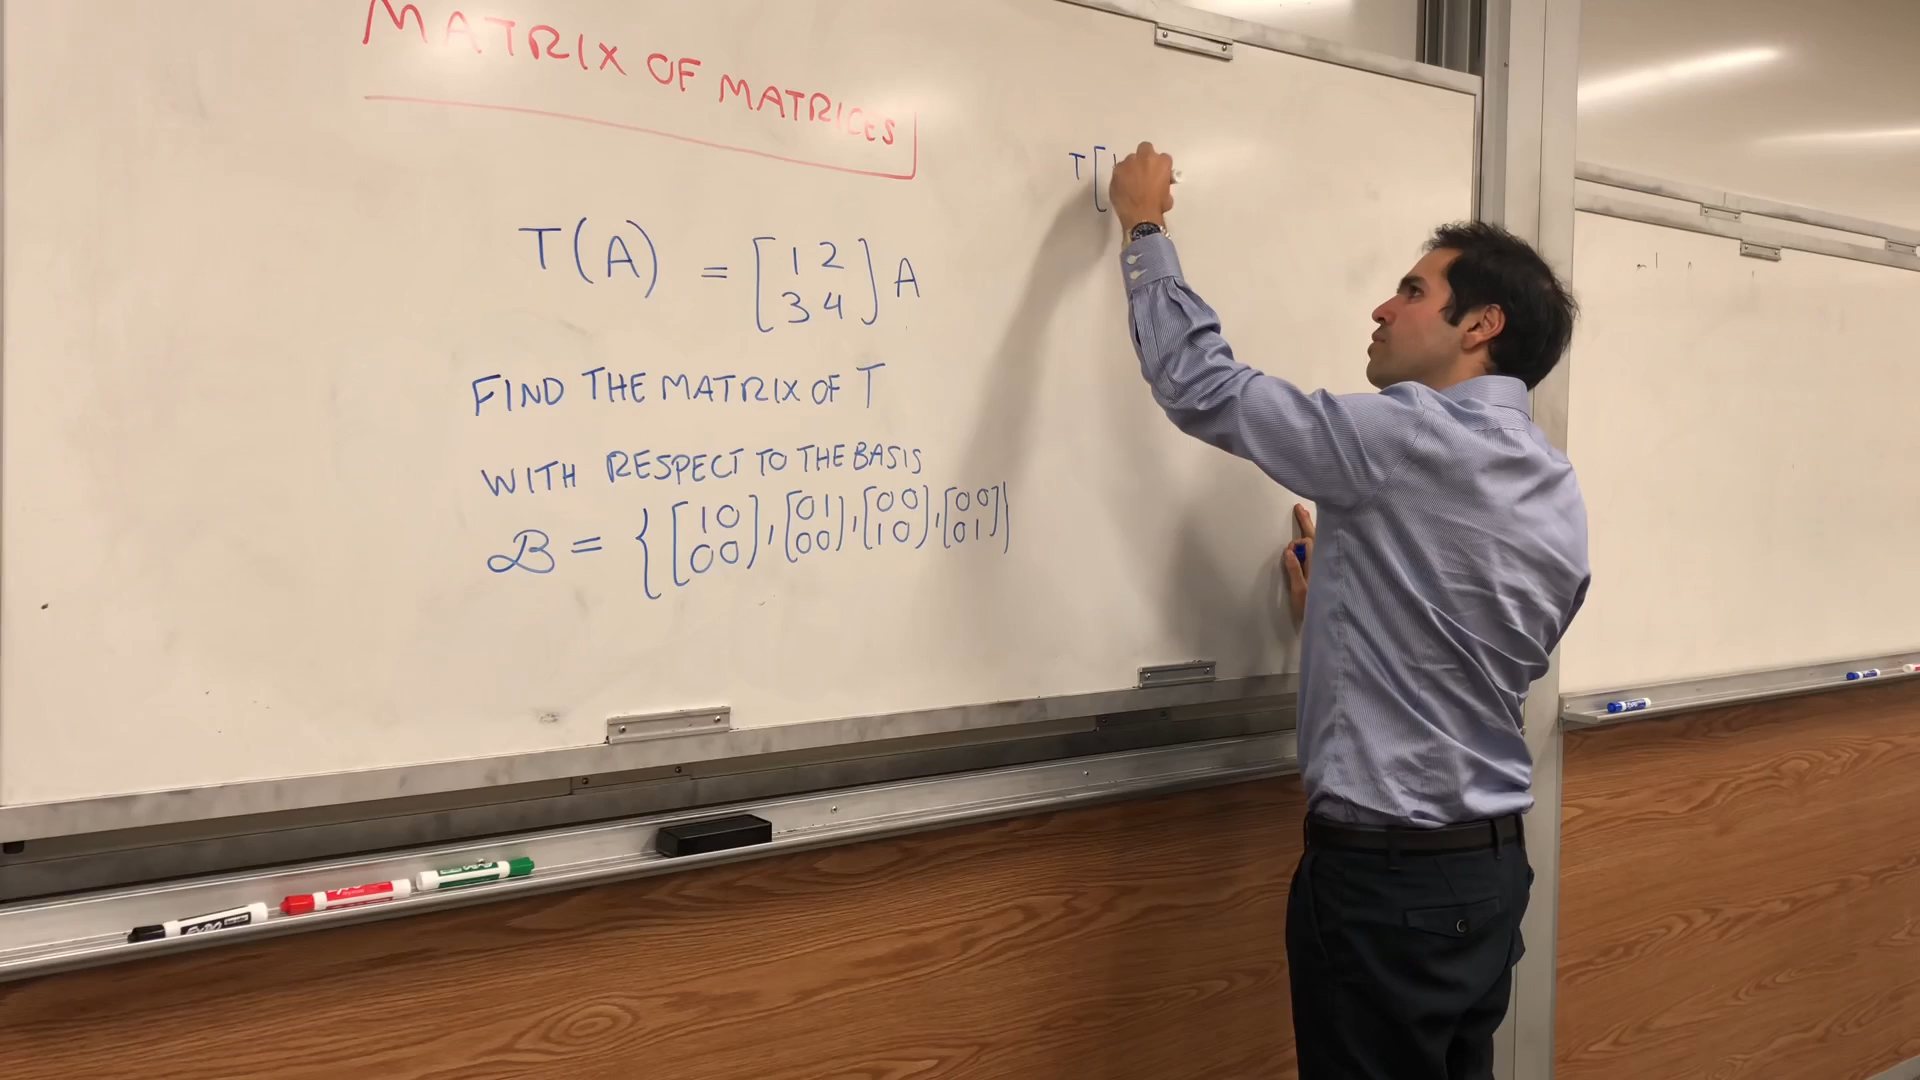 MATRIX OF MATRICES
T(A) = [1 2
3 4] A
FIND THE MATRIX OF T
WITH RESPECT TO THE BASIS
B = { [1 0
0 0], [0 1
0 0], [0 0
1 0], [0 0
0 1] }
T [
EXPO